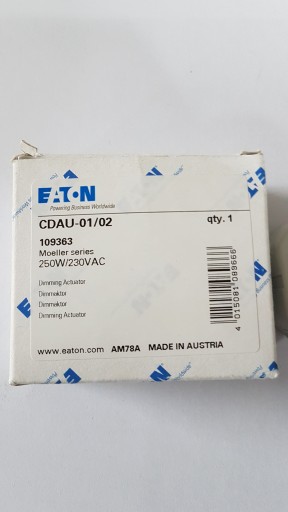 EATON
Powering Business Worldwide
CDAU-01/02
qty. 1
109363
Moeller series
250W/230VAC
Dimming Actuator
Dimmaktor
Dimmaktor
Dimming Actuator
4 015081 089666
www.eaton.com AM78A MADE IN AUSTRIA